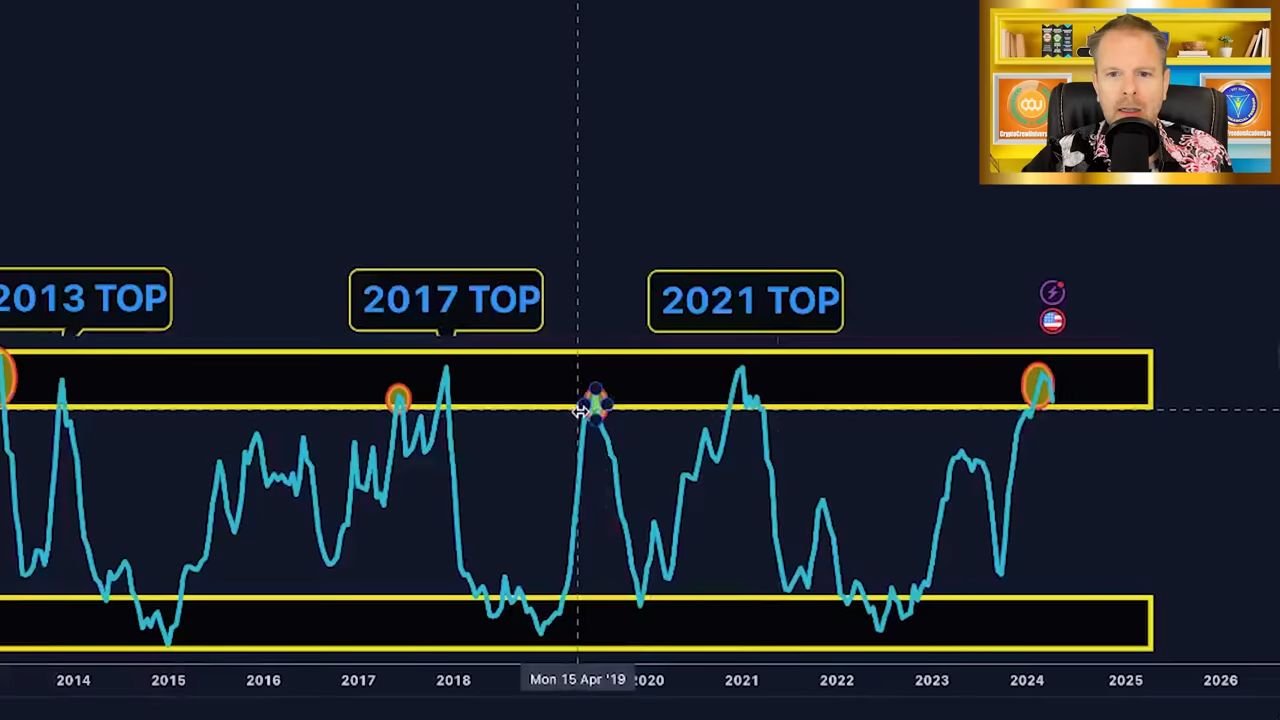 CryptoCrewUniver
2013 TOP
2017 TOP
2021 TOP
2014
2015
2016
2017
2018
Mon 15 Apr '19
2020
2021
2022
2023
2024
2025
2026